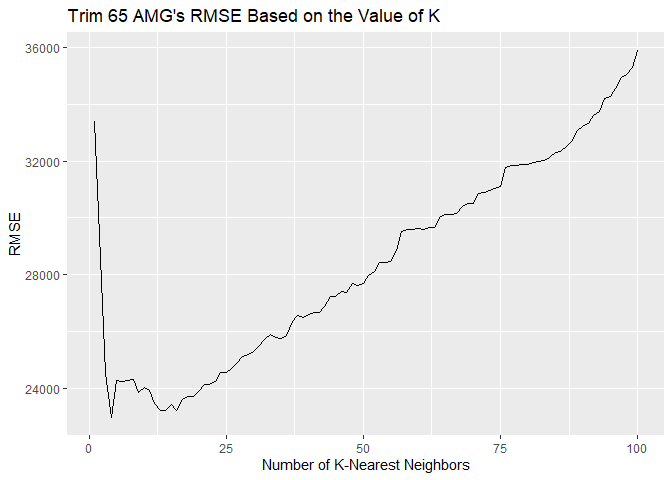 Trim 65 AMG's RMSE Based on the Value of K
36000
32000
28000
24000
RMSE
0 25 50 75 100
Number of K-Nearest Neighbors